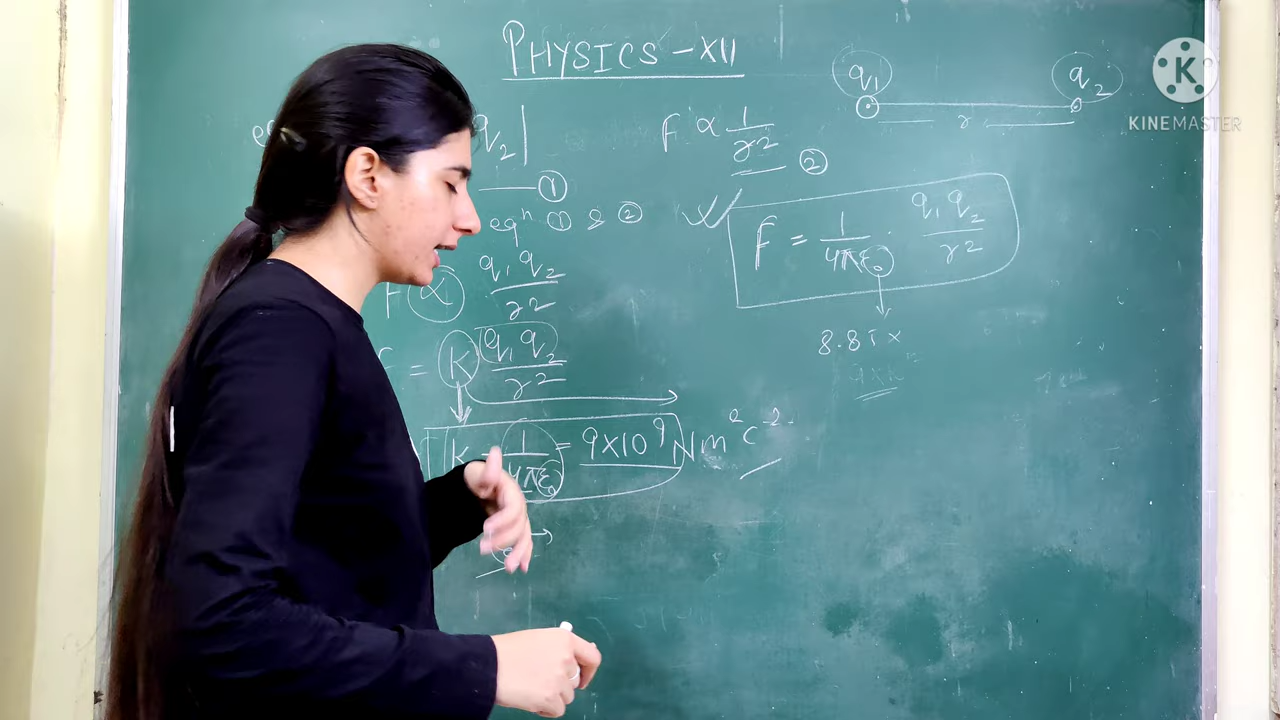 PHYSICS - XII
q₂|
—— ①
eqⁿ ① & ②
F ∝ q₁q₂/r²
= K q₁q₂/r²
K = 1/4πε₀ = 9×10⁹ Nm²C⁻²
F ∝ 1/r² ②
q₁ q₂
r
F = 1/4πε₀ · q₁q₂/r²
8.85 ×
K
KINEMASTER